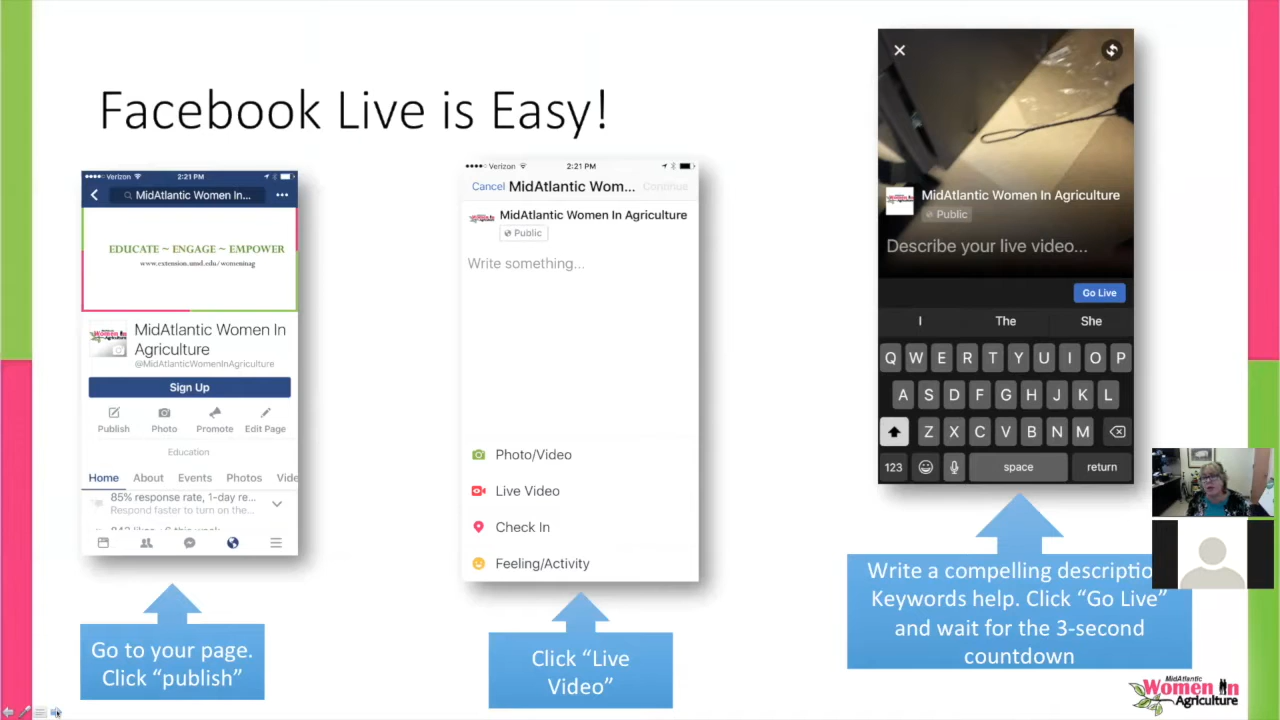 Facebook Live is Easy!
Verizon 2:21 PM
MidAtlantic Women In...
EDUCATE ~ ENGAGE ~ EMPOWER
www.extension.umd.edu/womeninag
MidAtlantic Women In
Agriculture
@MidAtlanticWomenInAgriculture
Sign Up
Publish Photo Promote Edit Page
Education
Home About Events Photos Vide
85% response rate, 1-day re...
Respond faster to turn on the...
Go to your page.
Click “publish”
Verizon 2:21 PM
Cancel MidAtlantic Wom... Continue
MidAtlantic Women In Agriculture
Public
Write something...
Photo/Video
Live Video
Check In
Feeling/Activity
Click “Live
Video”
MidAtlantic Women In Agriculture
Public
Describe your live video...
Go Live
I The She
Q W E R T Y U I O P
A S D F G H J K L
Z X C V B N M
123 space return
Write a compelling descriptio
Keywords help. Click “Go Live”
and wait for the 3-second
countdown
MidAtlantic
Women In
Agriculture